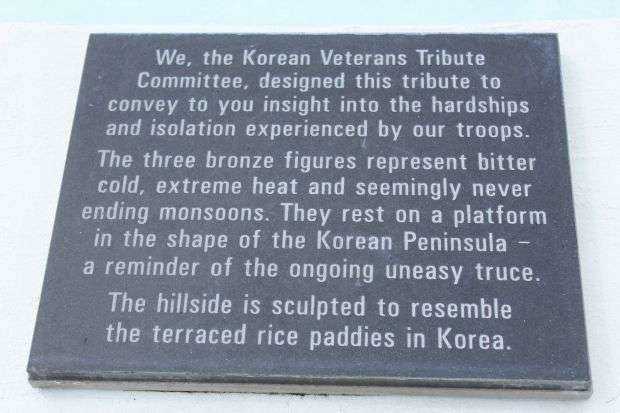 We, the Korean Veterans Tribute
Committee, designed this tribute to
convey to you insight into the hardships
and isolation experienced by our troops.
The three bronze figures represent bitter
cold, extreme heat and seemingly never
ending monsoons. They rest on a platform
in the shape of the Korean Peninsula –
a reminder of the ongoing uneasy truce.
The hillside is sculpted to resemble
the terraced rice paddies in Korea.